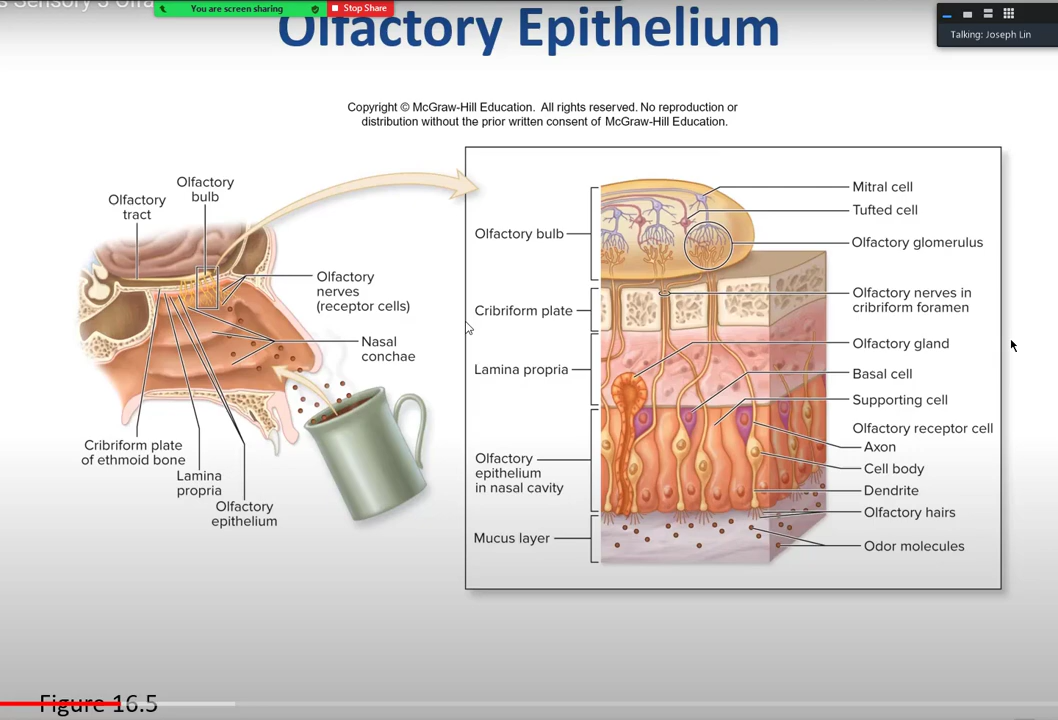 You are screen sharing
Stop Share
Talking: Joseph Lin
Olfactory Epithelium
Copyright © McGraw-Hill Education. All rights reserved. No reproduction or
distribution without the prior written consent of McGraw-Hill Education.
Olfactory
tract
Olfactory
bulb
Olfactory
nerves
(receptor cells)
Nasal
conchae
Cribriform plate
of ethmoid bone
Lamina
propria
Olfactory
epithelium
Olfactory bulb
Cribriform plate
Lamina propria
Olfactory
epithelium
in nasal cavity
Mucus layer
Mitral cell
Tufted cell
Olfactory glomerulus
Olfactory nerves in
cribriform foramen
Olfactory gland
Basal cell
Supporting cell
Olfactory receptor cell
Axon
Cell body
Dendrite
Olfactory hairs
Odor molecules
Figure 16.5